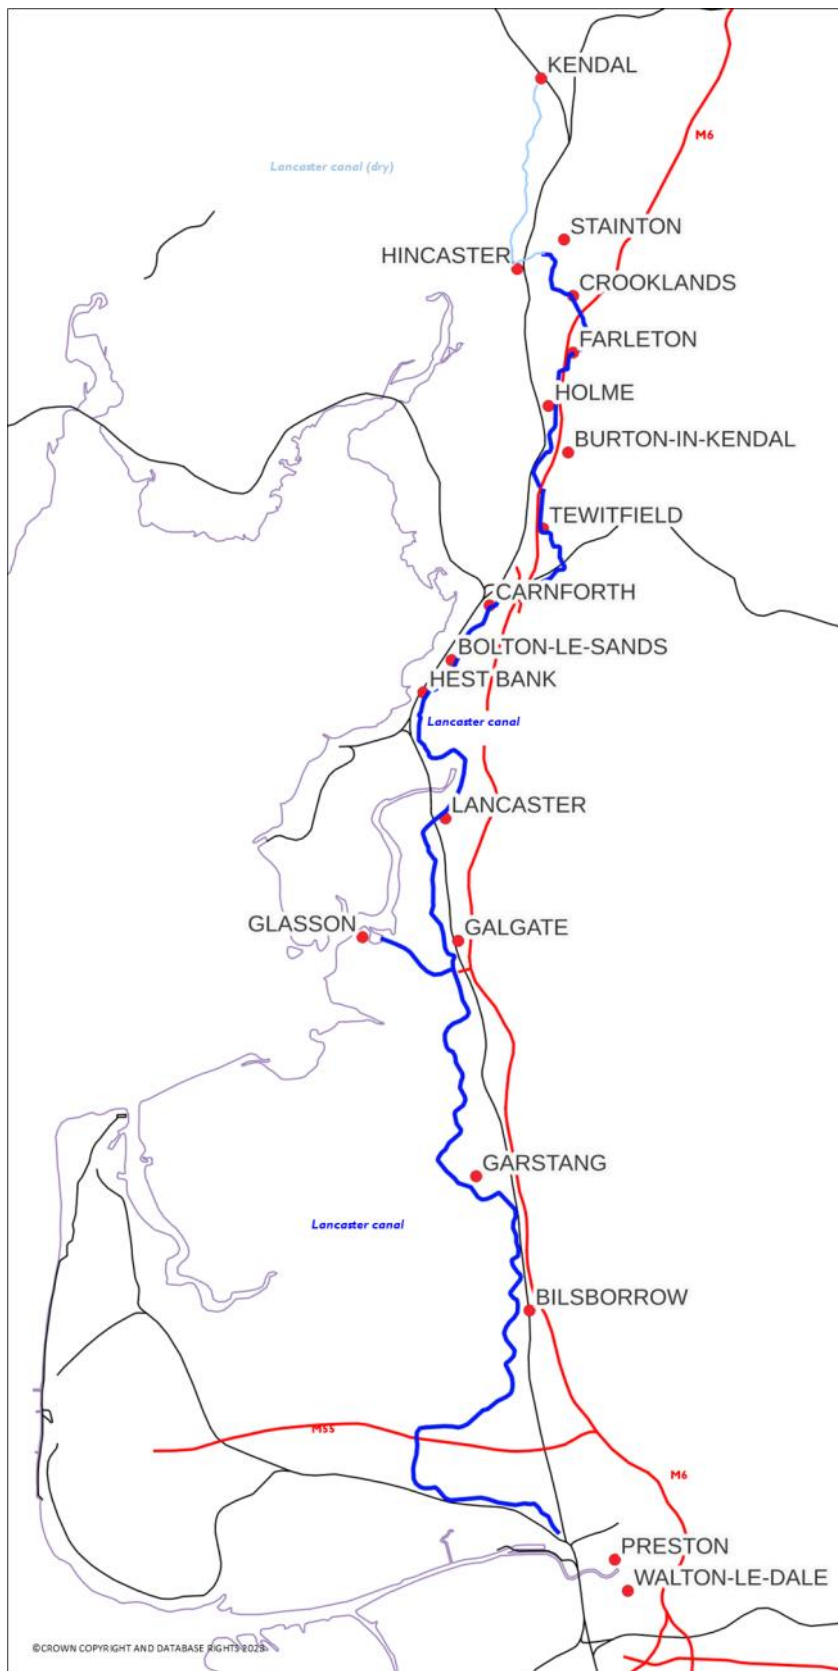 KENDAL
M6
Lancaster canal (dry)
STAINTON
HINCASTER
CROOKLANDS
FARLETON
HOLME
BURTON-IN-KENDAL
TEWITFIELD
CARNFORTH
BOLTON-LE-SANDS
HEST BANK
Lancaster canal
LANCASTER
GLASSON
GALGATE
GARSTANG
Lancaster canal
BILSBORROW
M55
M6
PRESTON
WALTON-LE-DALE
©CROWN COPYRIGHT AND DATABASE RIGHTS 2023